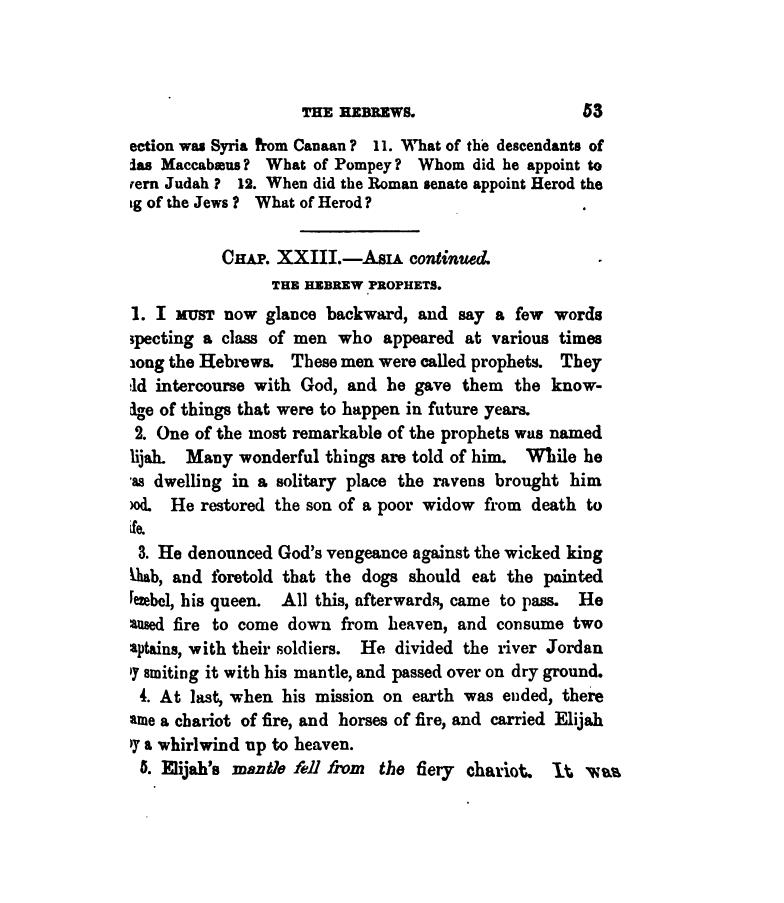 THE HEBREWS. 53
ection was Syria from Canaan? 11. What of the descendants of
las Maccabæus? What of Pompey? Whom did he appoint to
ern Judah? 12. When did the Roman senate appoint Herod the
g of the Jews? What of Herod?
CHAP. XXIII.—ASIA continued.
THE HEBREW PROPHETS.
1. I MUST now glance backward, and say a few words
specting a class of men who appeared at various times
ong the Hebrews. These men were called prophets. They
ld intercourse with God, and he gave them the know-
dge of things that were to happen in future years.
2. One of the most remarkable of the prophets was named
lijah. Many wonderful things are told of him. While he
as dwelling in a solitary place the ravens brought him
ood. He restored the son of a poor widow from death to
ife.
3. He denounced God's vengeance against the wicked king
Ahab, and foretold that the dogs should eat the painted
Jezebel, his queen. All this, afterwards, came to pass. He
aused fire to come down from heaven, and consume two
aptains, with their soldiers. He divided the river Jordan
y smiting it with his mantle, and passed over on dry ground.
4. At last, when his mission on earth was ended, there
ame a chariot of fire, and horses of fire, and carried Elijah
y a whirlwind up to heaven.
5. Elijah's mantle fell from the fiery chariot. It was